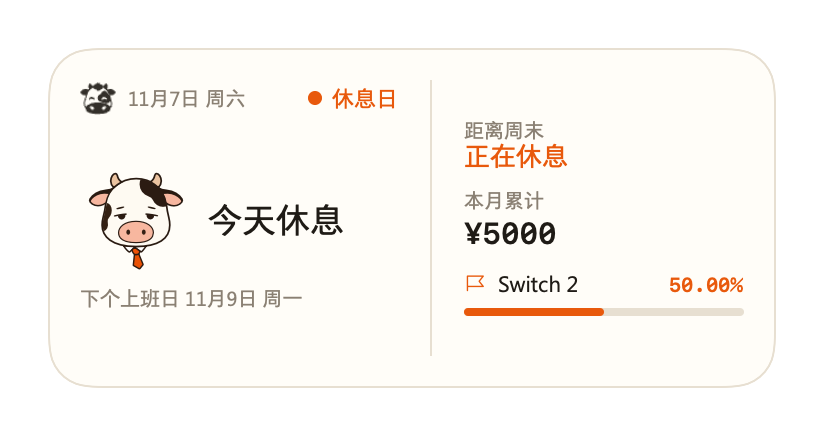 11月7日 周六
休息日
今天休息
下个上班日 11月9日 周一
距离周末
正在休息
本月累计
¥5000
Switch 2
50.00%